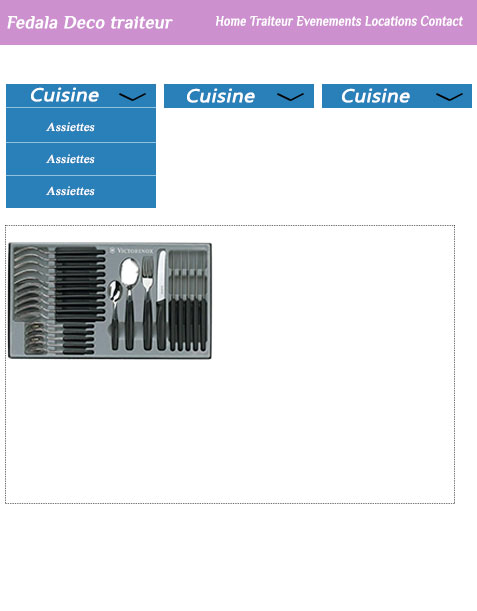 Fedala Deco traiteur
Home Traiteur Evenements Locations Contact
Cuisine
Cuisine
Cuisine
Assiettes
Assiettes
Assiettes
VICTORINOX